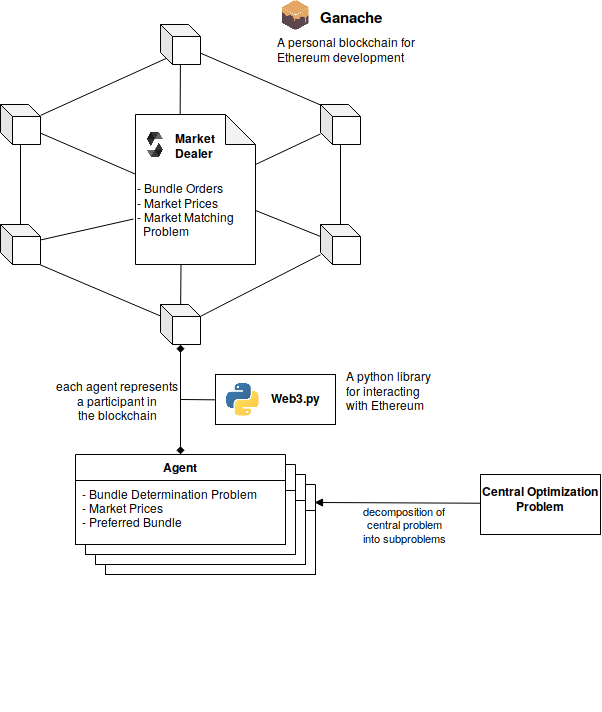 Ganache
A personal blockchain for
Ethereum development
Market
Dealer
- Bundle Orders
- Market Prices
- Market Matching
Problem
each agent represents
a participant in
the blockchain
Web3.py
A python library
for interacting
with Ethereum
Agent
- Bundle Determination Problem
- Market Prices
- Preferred Bundle
decomposition of
central problem
into subproblems
Central Optimization
Problem